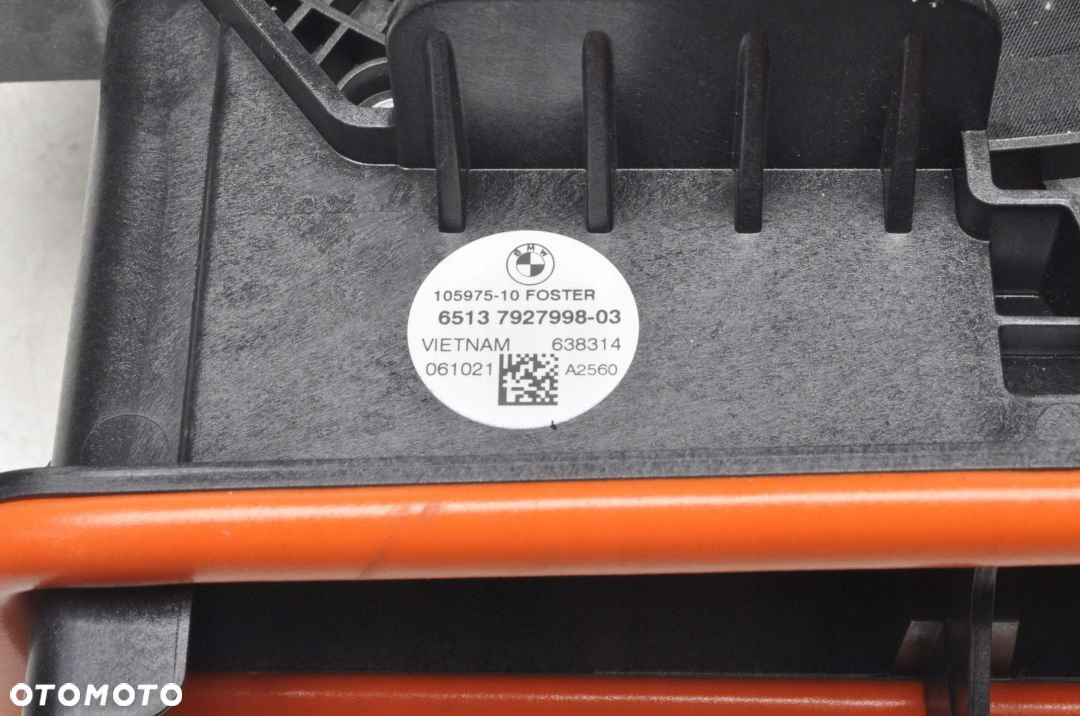 BMW
105975-10 FOSTER
6513 7927998-03
VIETNAM 638314
061021 A2560
OTOMOTO